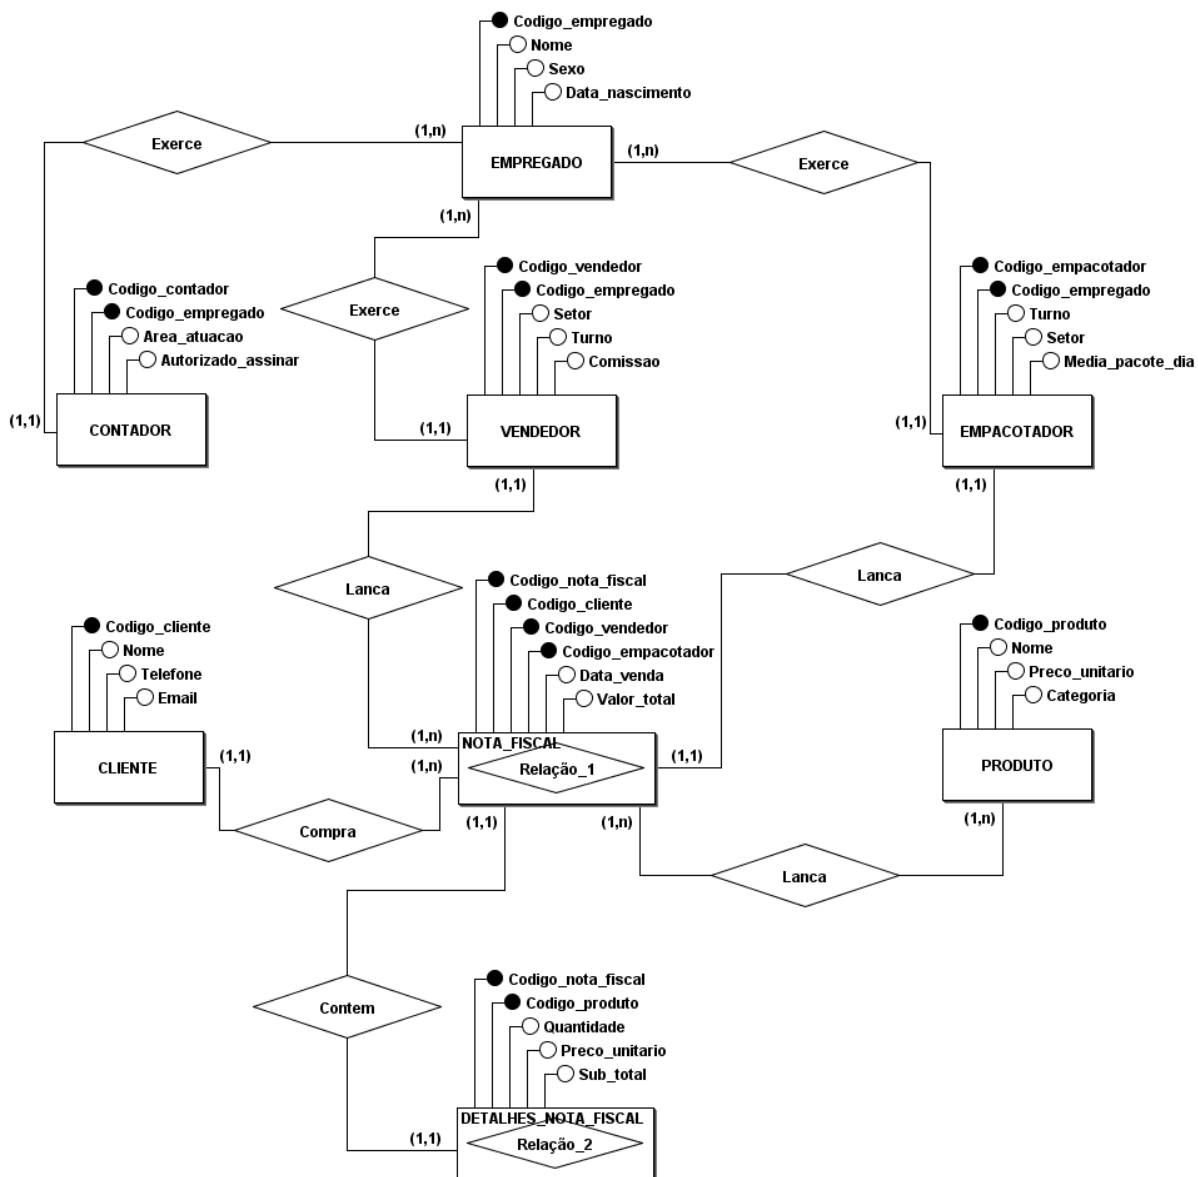 Codigo_empregado
Nome
Sexo
Data_nascimento
EMPREGADO
(1,n)
Exerce
(1,n)
Exerce
(1,n)
Exerce
Codigo_contador
Codigo_empregado
Area_atuacao
Autorizado_assinar
CONTADOR
(1,1)
Codigo_vendedor
Codigo_empregado
Setor
Turno
Comissao
VENDEDOR
(1,1)
(1,1)
Codigo_empacotador
Codigo_empregado
Turno
Setor
Media_pacote_dia
EMPACOTADOR
(1,1)
(1,1)
Lanca
Lanca
Codigo_cliente
Nome
Telefone
Email
CLIENTE
(1,1)
Compra
Codigo_nota_fiscal
Codigo_cliente
Codigo_vendedor
Codigo_empacotador
Data_venda
Valor_total
NOTA_FISCAL
Relação_1
(1,n)
(1,n)
(1,1)
(1,1)
(1,n)
Codigo_produto
Nome
Preco_unitario
Categoria
PRODUTO
(1,n)
Lanca
Contem
Codigo_nota_fiscal
Codigo_produto
Quantidade
Preco_unitario
Sub_total
DETALHES_NOTA_FISCAL
Relação_2
(1,1)